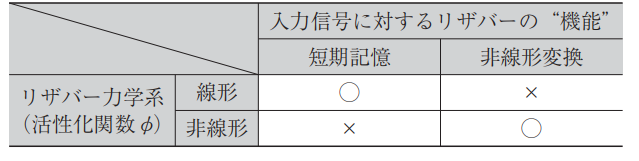 入力信号に対するリザバーの“機能”
短期記憶 非線形変換
リザバー力学系
(活性化関数φ)
線形 ○ ×
非線形 × ○